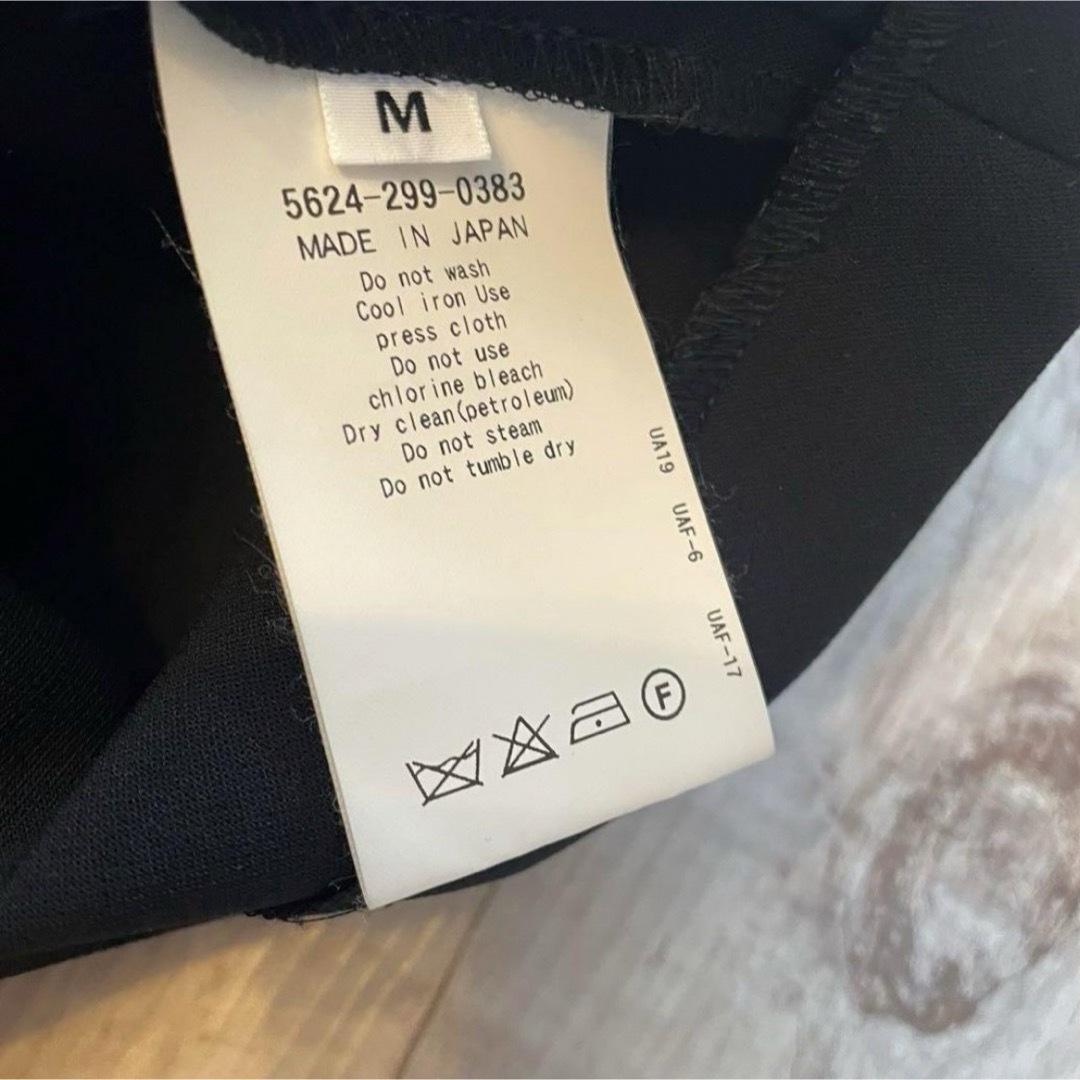 M
5624-299-0383
MADE IN JAPAN
Do not wash
Cool iron Use
press cloth
Do not use
chlorine bleach
Dry clean(petroleum)
Do not steam
Do not tumble dry
UA19 UAF-6 UAF-17
F